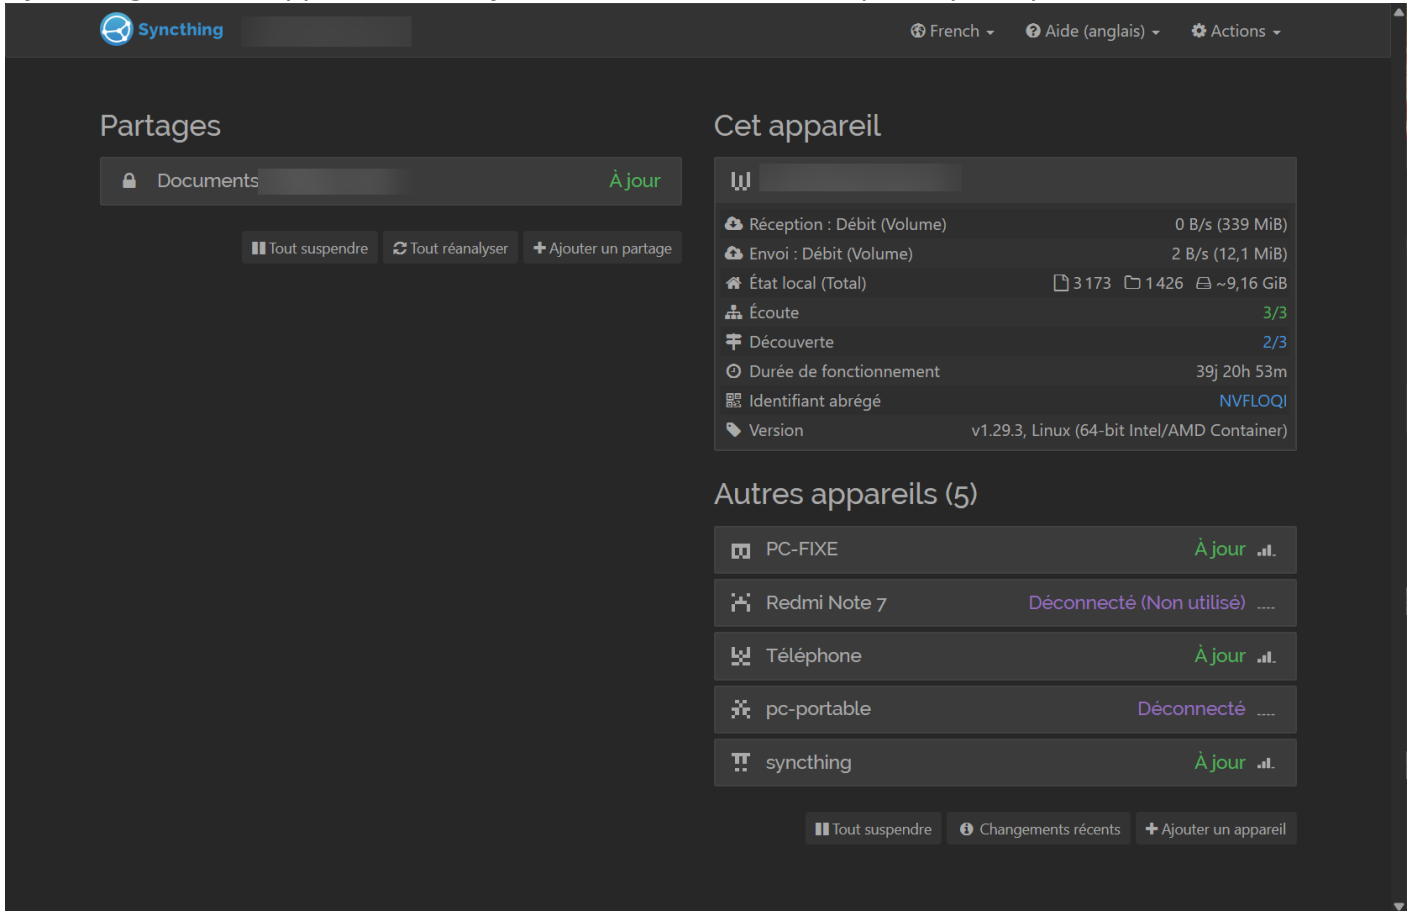 Syncthing
French
Aide (anglais)
Actions
Partages
Documents
À jour
Tout suspendre
Tout réanalyser
Ajouter un partage
Cet appareil
Réception : Débit (Volume) 0 B/s (339 MiB)
Envoi : Débit (Volume) 2 B/s (12,1 MiB)
État local (Total) 3 173 1 426 ~9,16 GiB
Écoute 3/3
Découverte 2/3
Durée de fonctionnement 39j 20h 53m
Identifiant abrégé NVFLOQI
Version v1.29.3, Linux (64-bit Intel/AMD Container)
Autres appareils (5)
PC-FIXE À jour
Redmi Note 7 Déconnecté (Non utilisé)
Téléphone À jour
pc-portable Déconnecté
syncthing À jour
Tout suspendre
Changements récents
Ajouter un appareil